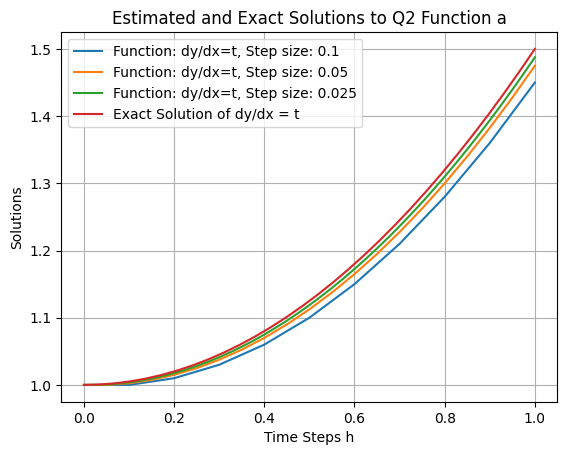 Estimated and Exact Solutions to Q2 Function a
Function: dy/dx=t, Step size: 0.1
Function: dy/dx=t, Step size: 0.05
Function: dy/dx=t, Step size: 0.025
Exact Solution of dy/dx = t
Solutions
1.5
1.4
1.3
1.2
1.1
1.0
0.0 0.2 0.4 0.6 0.8 1.0
Time Steps h